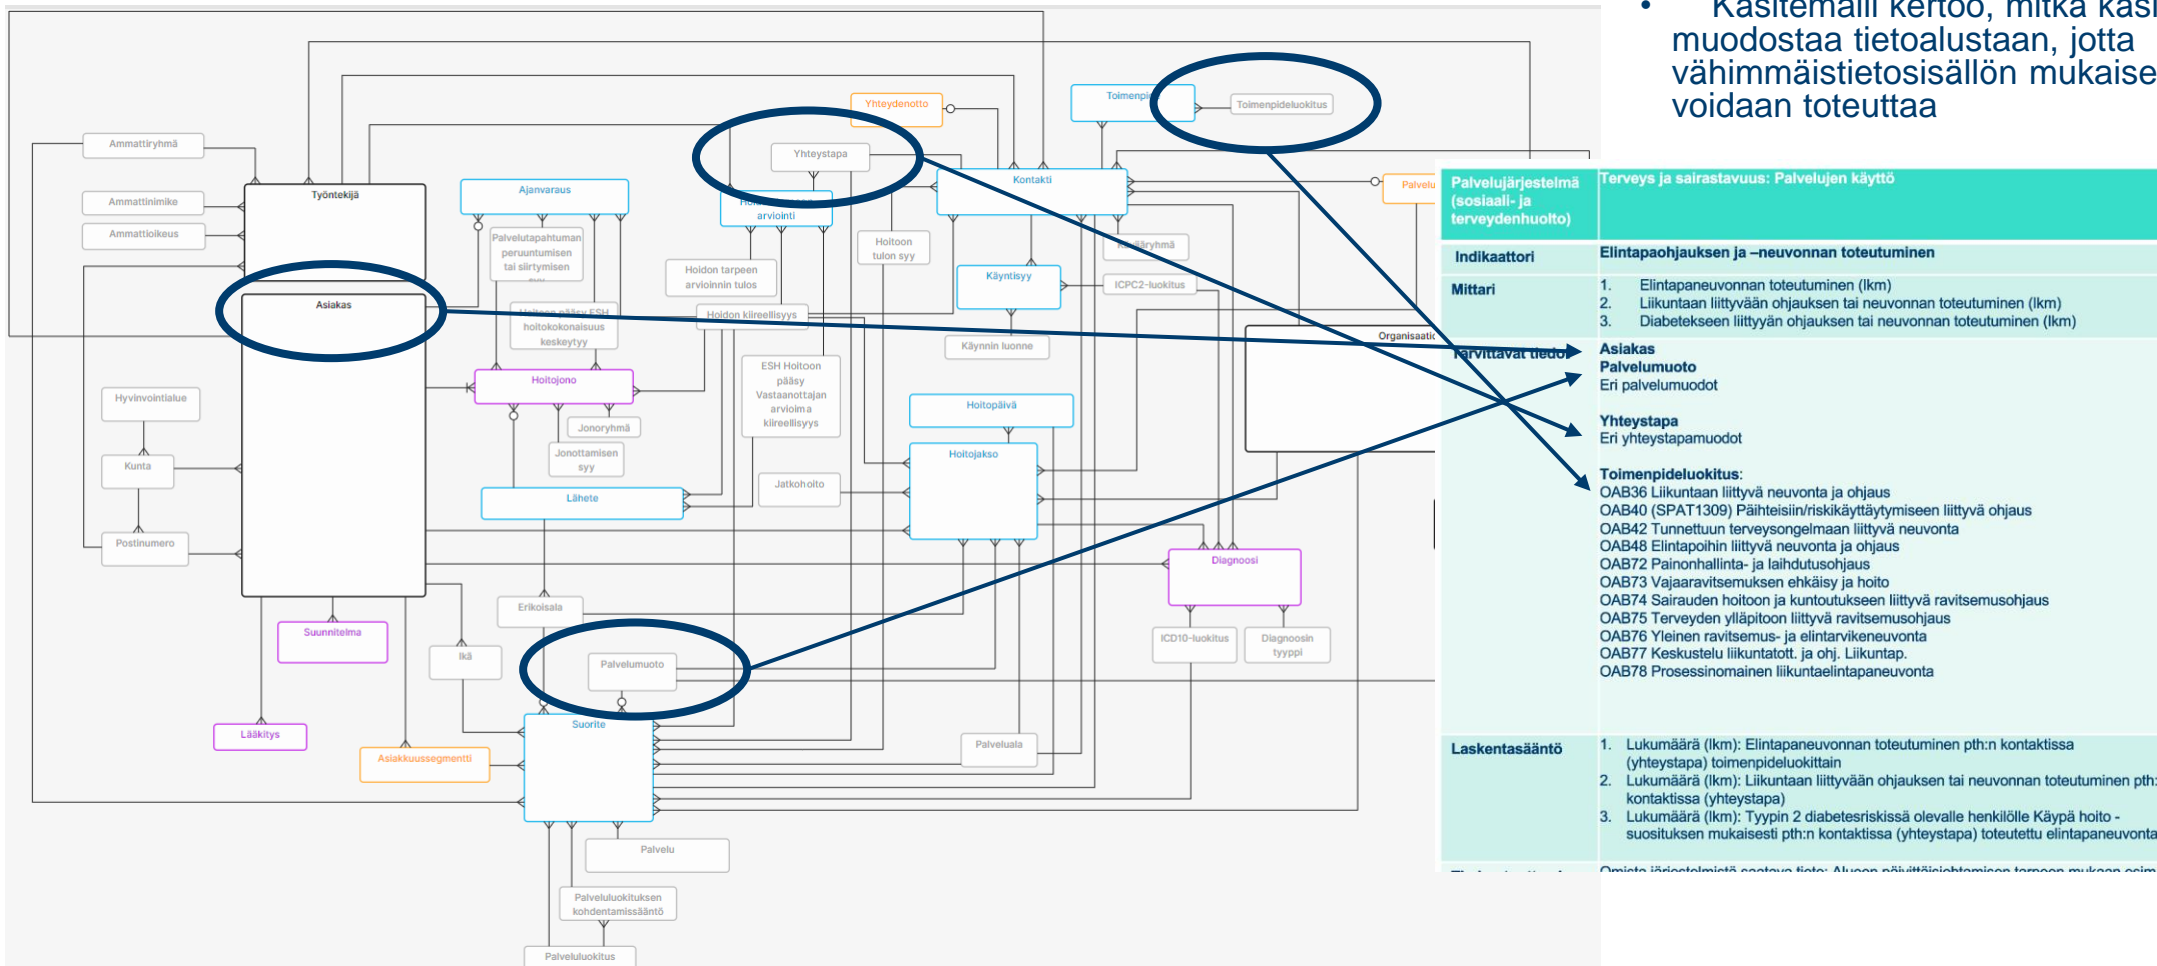 • Käsitemalli kertoo, mitkä
muodostaa tietoalustaan, jotta
vähimmäistietosisällön
voidaan toteuttaa
Yhteydenotto
Toimenpideluokitus
Ammattiryhmä
Yhteystapa
Työntekijä
Ajanvaraus
Kontakti
Ammattinimike
arviointi
Ammattioikeus
Palvelutapahtuman
peruuntumisen
tai siirtymisen
Hoitoon
tulon syy
Hoidon tarpeen
arvioinnin tulos
Käyntisyy
ICPC2-luokitus
Asiakas
Hoitoon pääsy ESH
hoitokokonaisuus
keskeytyy
Hoidon kiireellisyys
Käynnin luonne
ESH Hoitoon
pääsy
Vastaanottajan
arvioima
kiireellisyys
Hoitojono
Hyvinvointialue
Hoitopäivä
Jonoryhmä
Jonottamisen
syy
Hoitojakso
Kunta
Jatkohoito
Lähete
Postinumero
Diagnoosi
Erikoisala
Suunnitelma
ICD10-luokitus
Diagnoosin
tyyppi
Ikä
Palvelumuoto
Suorite
Lääkitys
Palveluala
Asiakkuussegmentti
Palvelu
Palveluluokituksen
kohdentamissääntö
Palveluluokitus
Palvelujärjestelmä
(sosiaali- ja
terveydenhuolto)
Terveys ja sairastavuus: Palvelujen käyttö
Indikaattori
Elintapaohjauksen ja –neuvonnan toteutuminen
Mittari
1. Elintapaneuvonnan toteutuminen (lkm)
2. Liikuntaan liittyvään ohjauksen tai neuvonnan toteutuminen (lkm)
3. Diabetekseen liittyyän ohjauksen tai neuvonnan toteutuminen (lkm)
Tarvittavat tiedot
Asiakas
Palvelumuoto
Eri palvelumuodot
Yhteystapa
Eri yhteystapamuodot
Toimenpideluokitus:
OAB36 Liikuntaan liittyvä neuvonta ja ohjaus
OAB40 (SPAT1309) Päihteisiin/riskikäyttäytymiseen liittyvä ohjaus
OAB42 Tunnettuun terveysongelmaan liittyvä neuvonta
OAB48 Elintapoihin liittyvä neuvonta ja ohjaus
OAB72 Painonhallinta- ja laihdutusohjaus
OAB73 Vajaaravitsemuksen ehkäisy ja hoito
OAB74 Sairauden hoitoon ja kuntoutukseen liittyvä ravitsemusohjaus
OAB75 Terveyden ylläpitoon liittyvä ravitsemusohjaus
OAB76 Yleinen ravitsemus- ja elintarvikeneuvonta
OAB77 Keskustelu liikuntatott. ja ohj. Liikuntap.
OAB78 Prosessinomainen liikuntaelintapaneuvonta
Laskentasääntö
1. Lukumäärä (lkm): Elintapaneuvonnan toteutuminen pth:n kontaktissa
(yhteystapa) toimenpideluokittain
2. Lukumäärä (lkm): Liikuntaan liittyvään ohjauksen tai neuvonnan toteutuminen pth:
kontaktissa (yhteystapa)
3. Lukumäärä (lkm): Tyypin 2 diabetesriskissä olevalle henkilölle Käypä hoito -
suosituksen mukaisesti pth:n kontaktissa (yhteystapa) toteutettu elintapaneuvonta